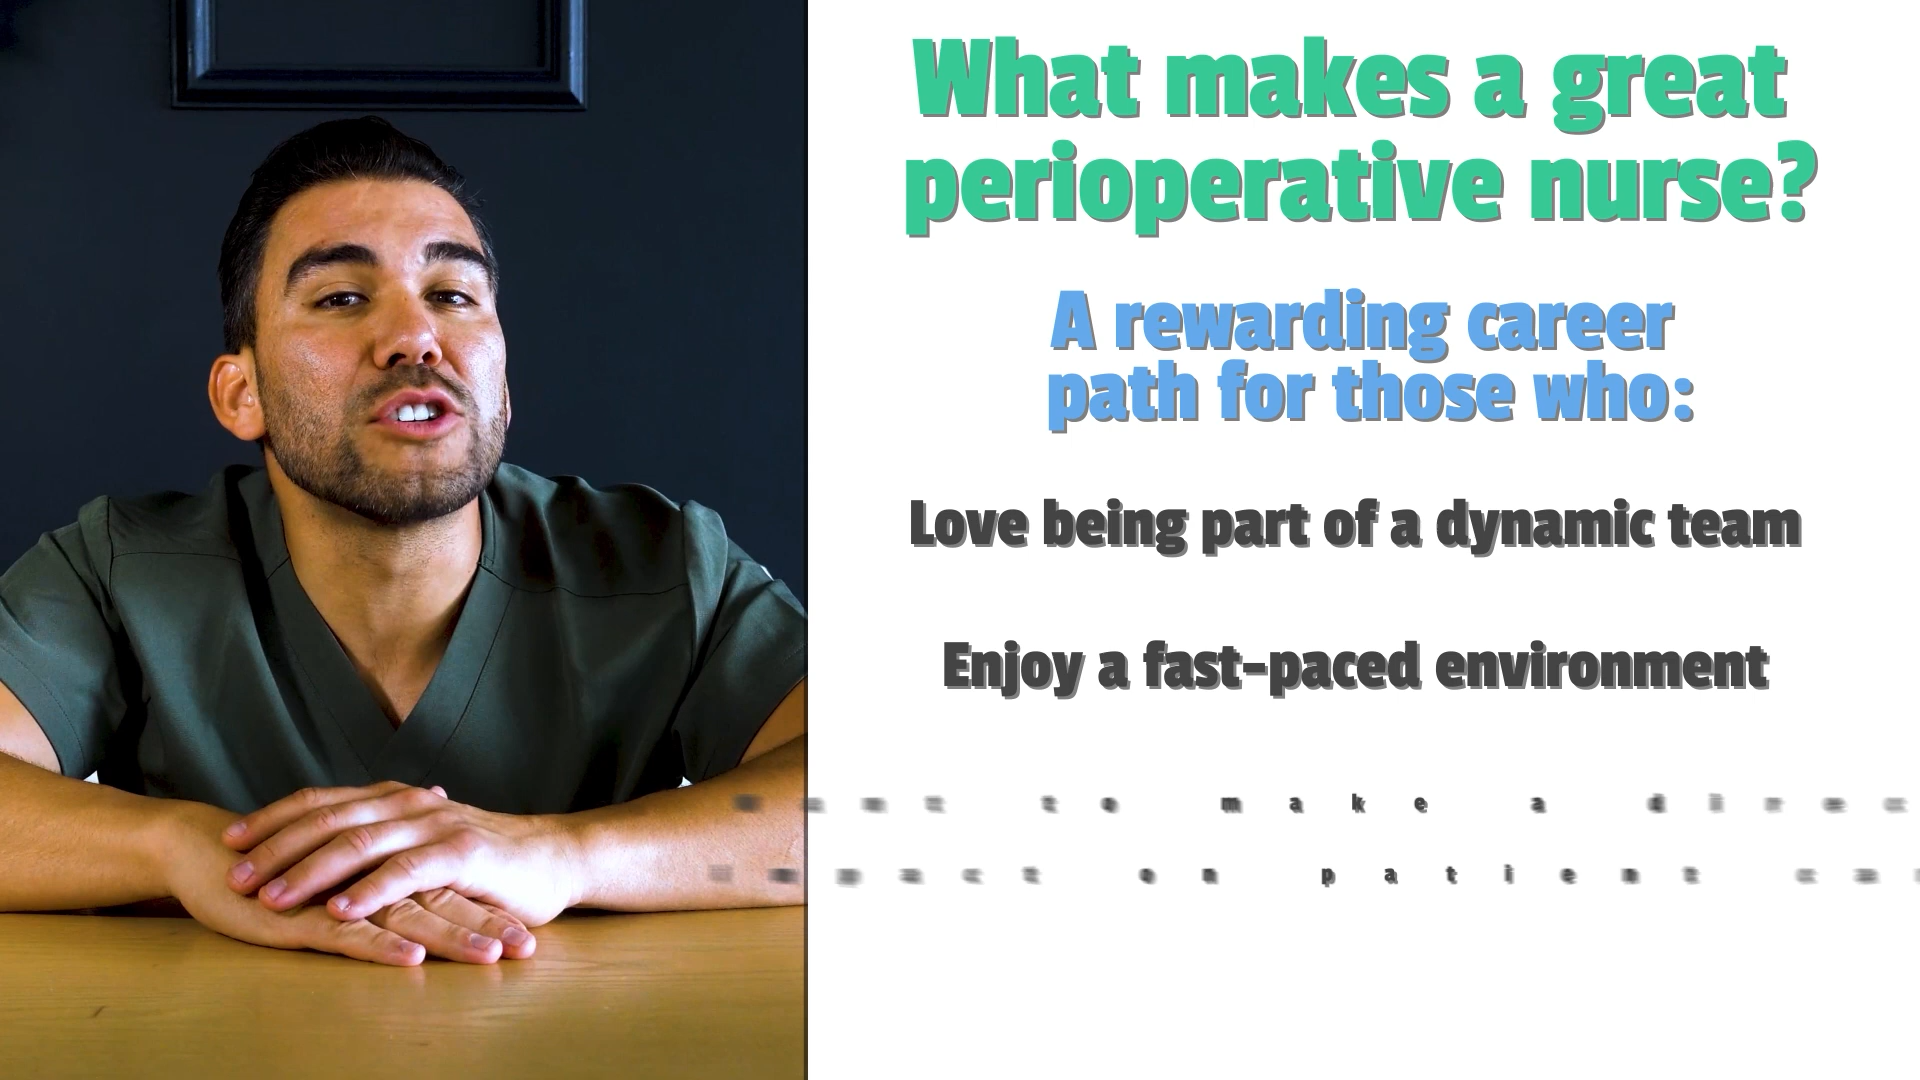 What makes a great
perioperative nurse?
A rewarding career
path for those who:
Love being part of a dynamic team
Enjoy a fast-paced environment
to make a
on patient